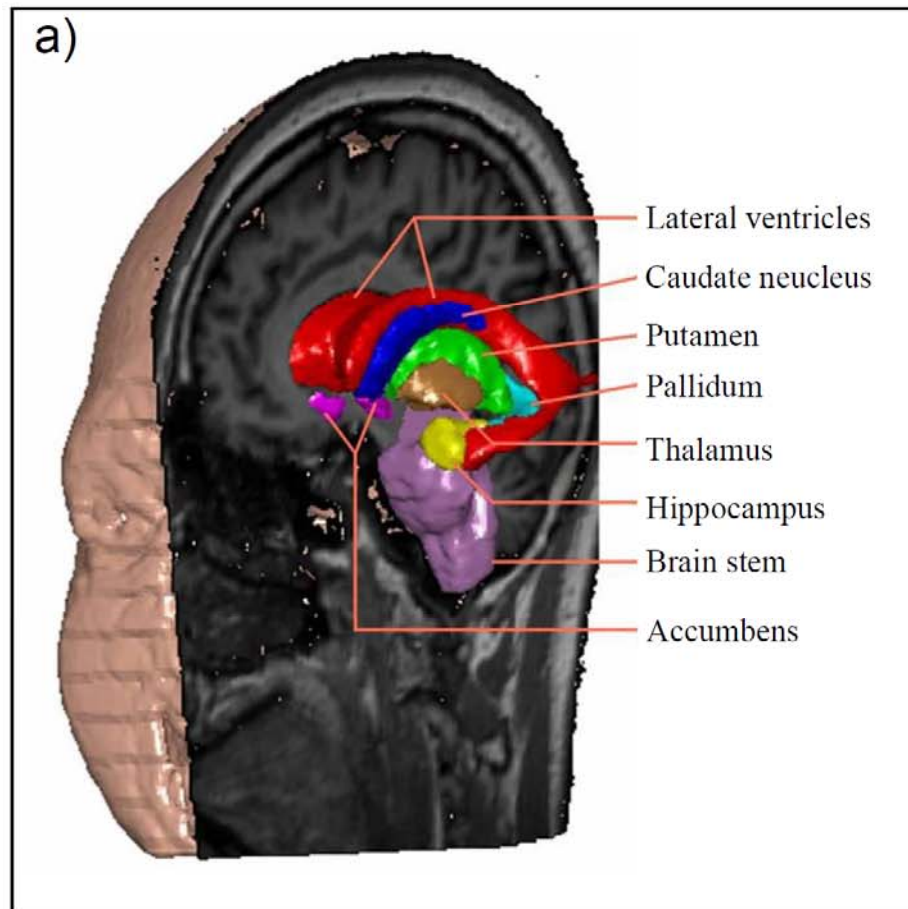 a)
Lateral ventricles
Caudate neucleus
Putamen
Pallidum
Thalamus
Hippocampus
Brain stem
Accumbens